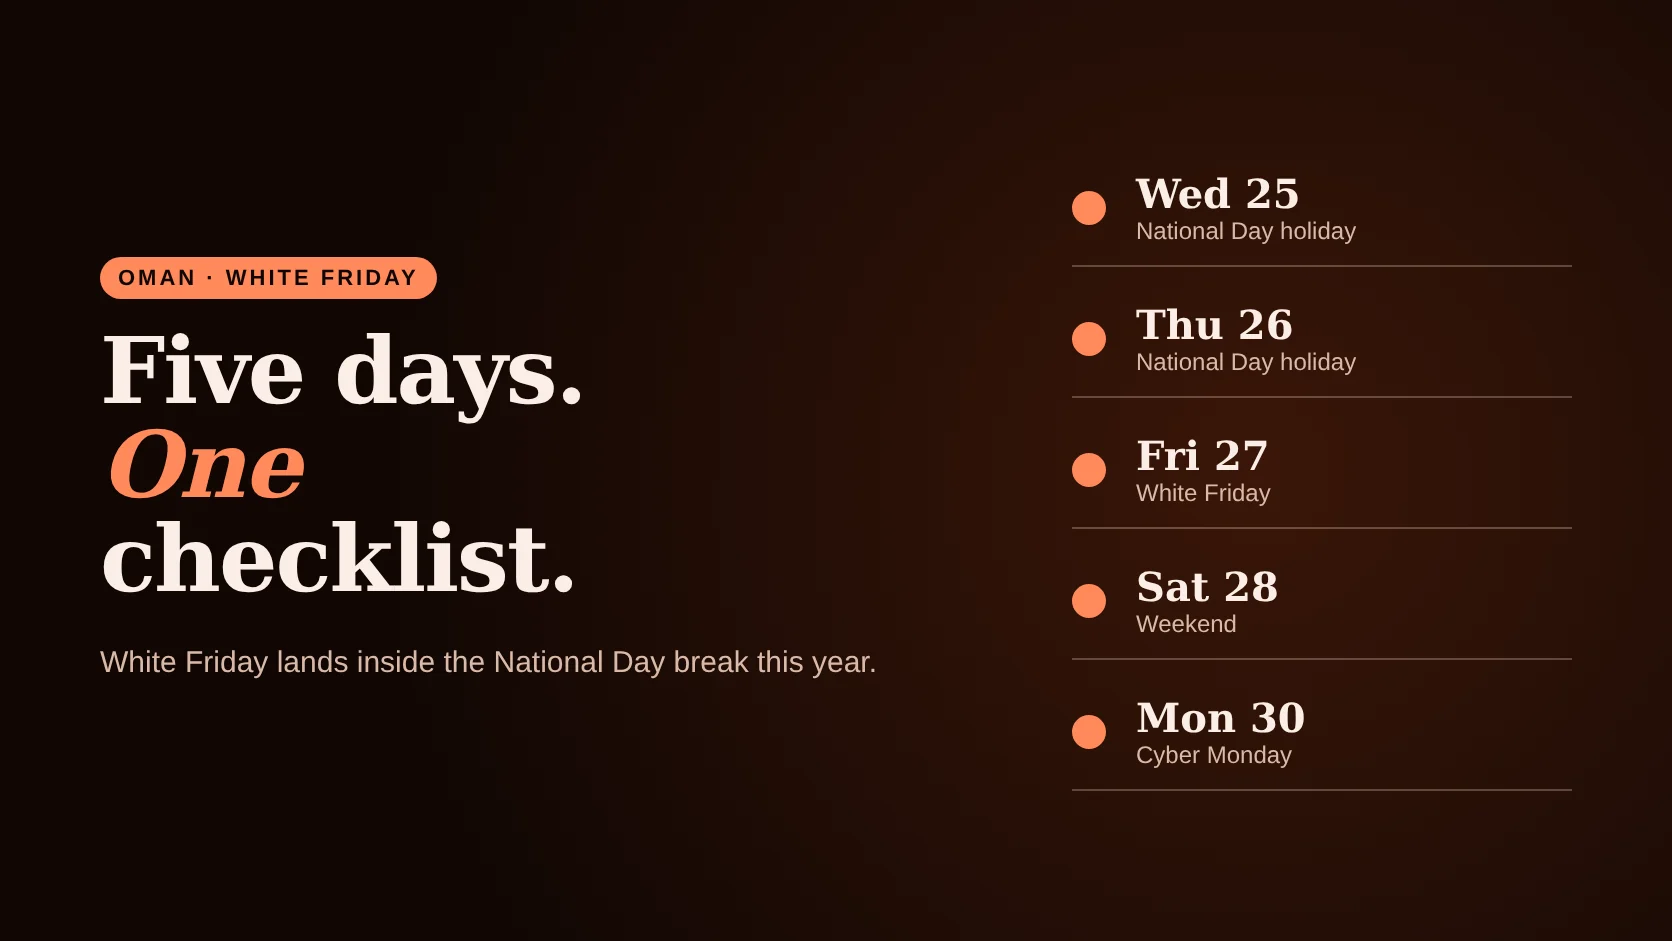 OMAN · WHITE FRIDAY
Five days.
One
checklist.
White Friday lands inside the National Day break this year.
Wed 25
National Day holiday
Thu 26
National Day holiday
Fri 27
White Friday
Sat 28
Weekend
Mon 30
Cyber Monday